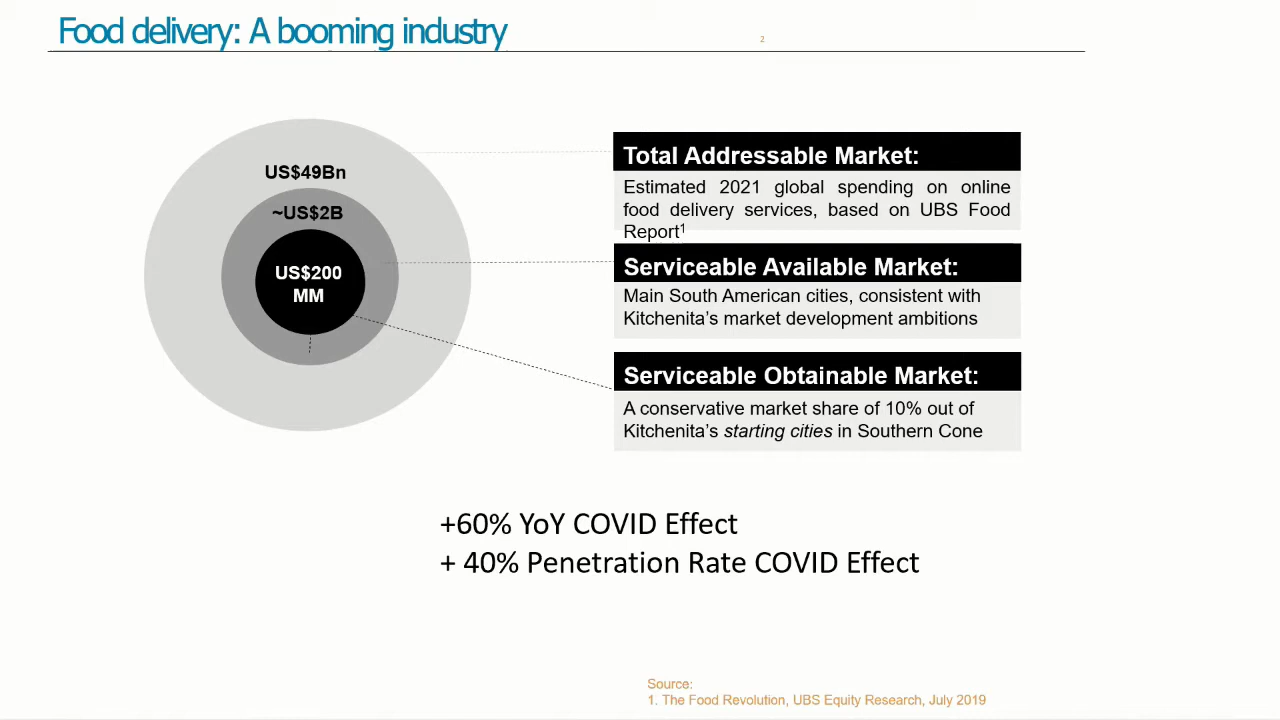 Food delivery: A booming industry
2
US$49Bn
~US$2B
US$200
MM
Total Addressable Market:
Estimated 2021 global spending on online
food delivery services, based on UBS Food
Report¹
Serviceable Available Market:
Main South American cities, consistent with
Kitchenita’s market development ambitions
Serviceable Obtainable Market:
A conservative market share of 10% out of
Kitchenita’s starting cities in Southern Cone
+60% YoY COVID Effect
+ 40% Penetration Rate COVID Effect
Source:
1. The Food Revolution, UBS Equity Research, July 2019